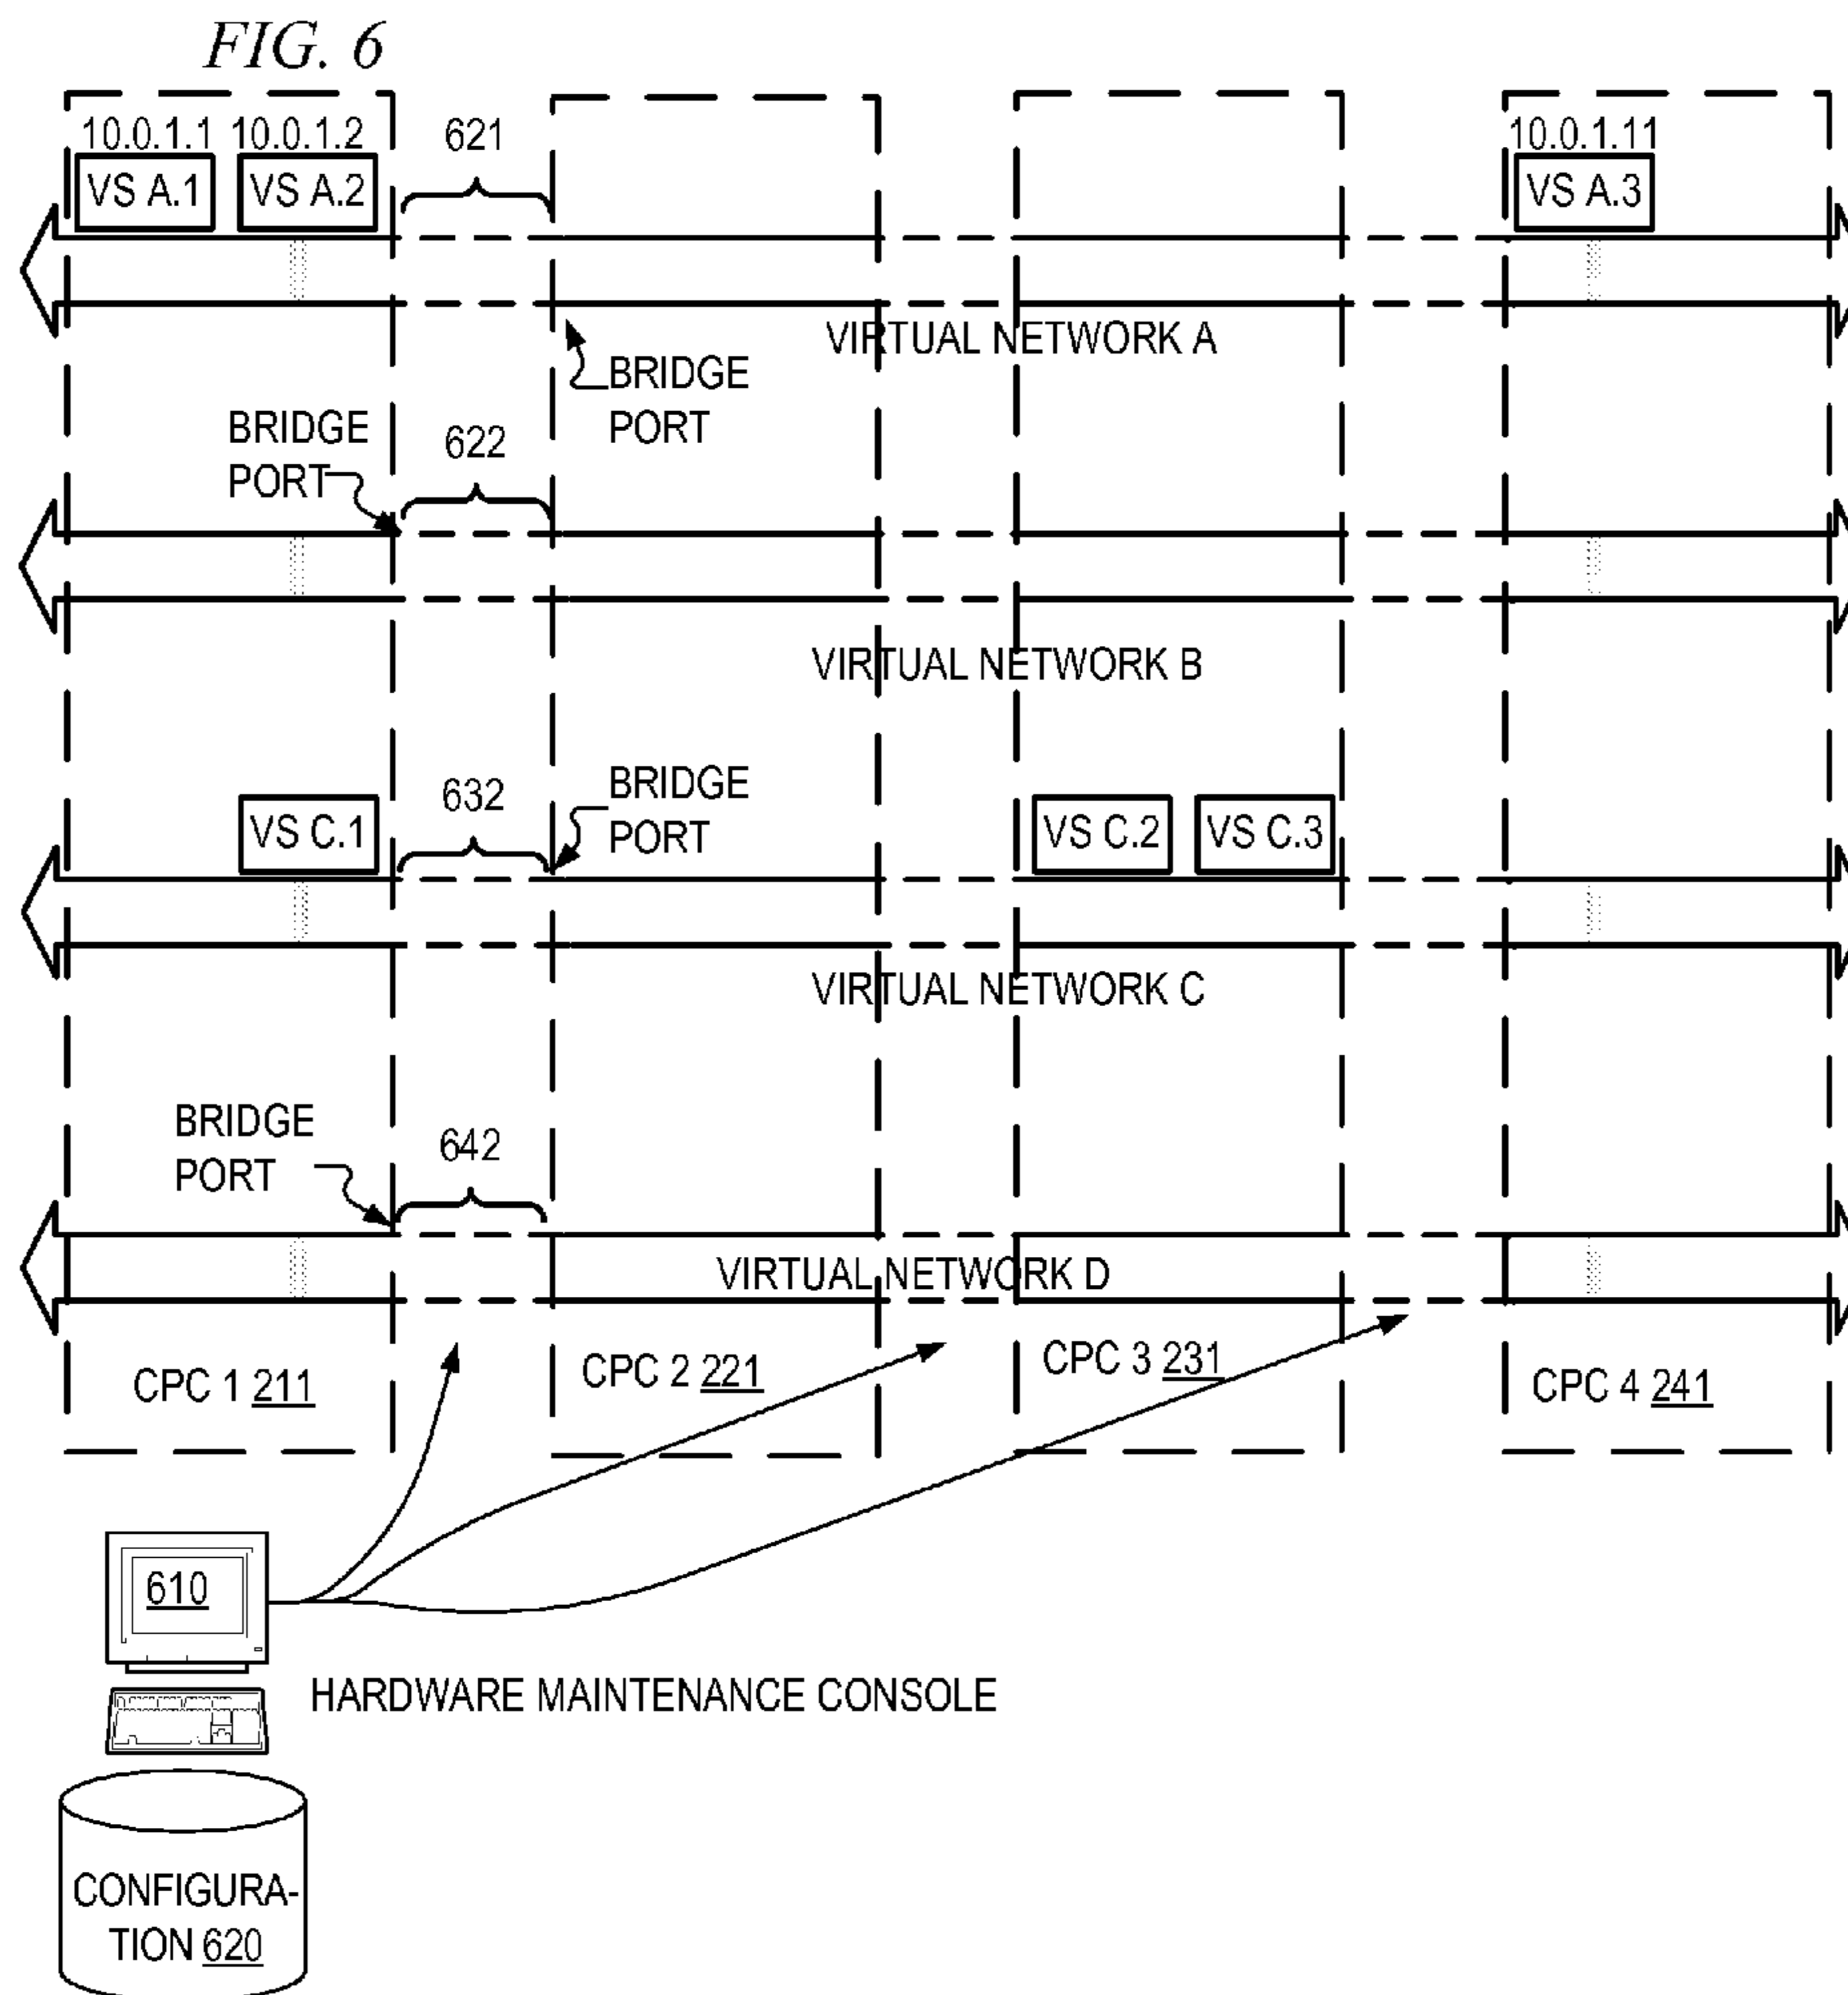 FIG. 6
10.0.1.1 10.0.1.2
621
10.0.1.11
VS A.1
VS A.2
VS A.3
VIRTUAL NETWORK A
BRIDGE
PORT
BRIDGE
PORT
622
VIRTUAL NETWORK B
632
BRIDGE
PORT
VS C.1
VS C.2
VS C.3
VIRTUAL NETWORK C
BRIDGE
PORT
642
VIRTUAL NETWORK D
CPC 1 211
CPC 2 221
CPC 3 231
CPC 4 241
610
HARDWARE MAINTENANCE CONSOLE
CONFIGURA-
TION 620